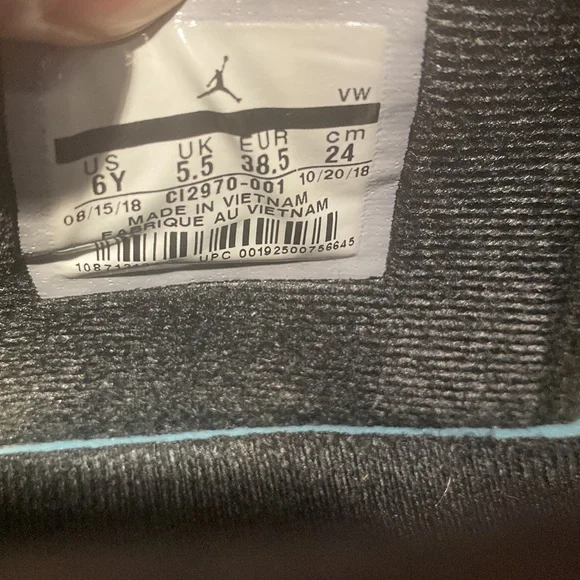 VW
US UK EUR cm
6Y 5.5 38.5 24
08/15/18 CI2970-001 10/20/18
MADE IN VIETNAM
FABRIQUE AU VIETNAM
UPC 00192500756645